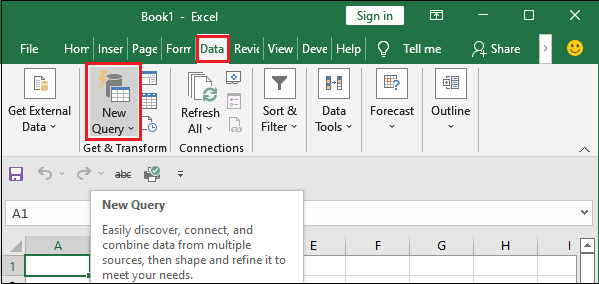 Book1 - Excel
Sign in
File Hom Inser Page Form Data Revie View Deve Help Tell me Share
Get External Data
New Query
Refresh All
Sort & Filter
Data Tools
Forecast
Outline
Get & Transform
Connections
abc
A1
New Query
Easily discover, connect, and
combine data from multiple
sources, then shape and refine it to
meet your needs.
A E F G H I
1